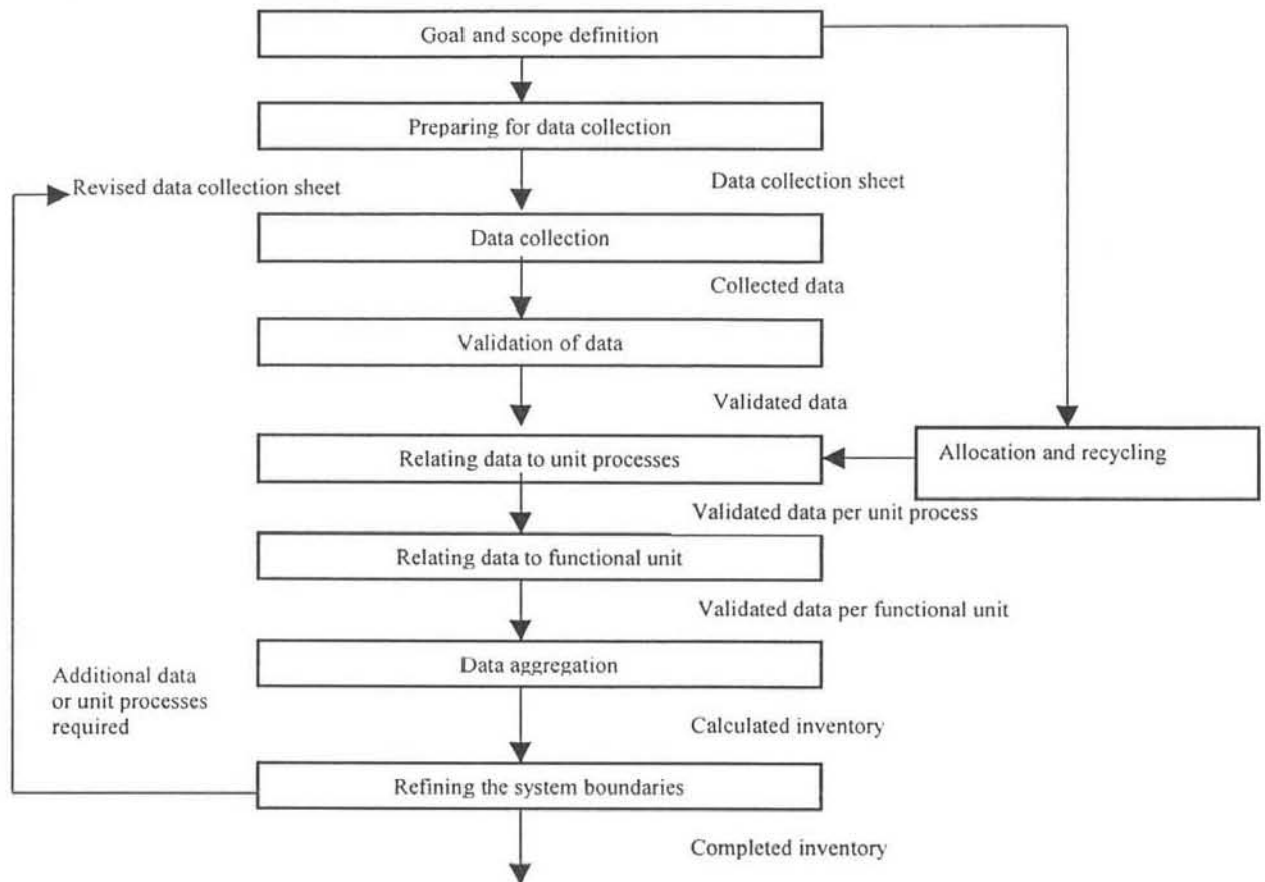 Goal and scope definition
Preparing for data collection
Revised data collection sheet
Data collection sheet
Data collection
Collected data
Validation of data
Validated data
Relating data to unit processes
Allocation and recycling
Validated data per unit process
Relating data to functional unit
Validated data per functional unit
Data aggregation
Additional data
or unit processes
required
Calculated inventory
Refining the system boundaries
Completed inventory